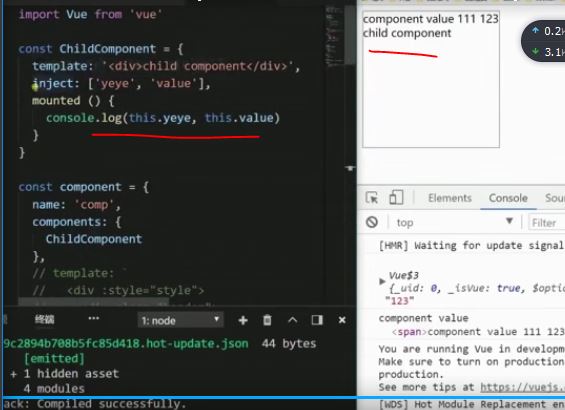 import Vue from 'vue'
const ChildComponent = {
template: '<div>child component</div>',
inject: ['yeye', 'value'],
mounted () {
console.log(this.yeye, this.value)
}
}
const component = {
name: 'comp',
components: {
ChildComponent
},
// template: `
// <div :style="style">
终端
1: node
9c2894b708b5fc85d418.hot-update.json 44 bytes
[emitted]
+ 1 hidden asset
4 modules
ack: Compiled successfully.
component value 111 123
child component
0.2
3.1
Elements Console Sou
top Filter
[HMR] Waiting for update signal
Vue$3
{_uid: 0, _isVue: true, $optio
"123"
component value
<span>component value 111 123
You are running Vue in developm
Make sure to turn on production
production.
See more tips at https://vuejs.
[WDS] Hot Module Replacement en